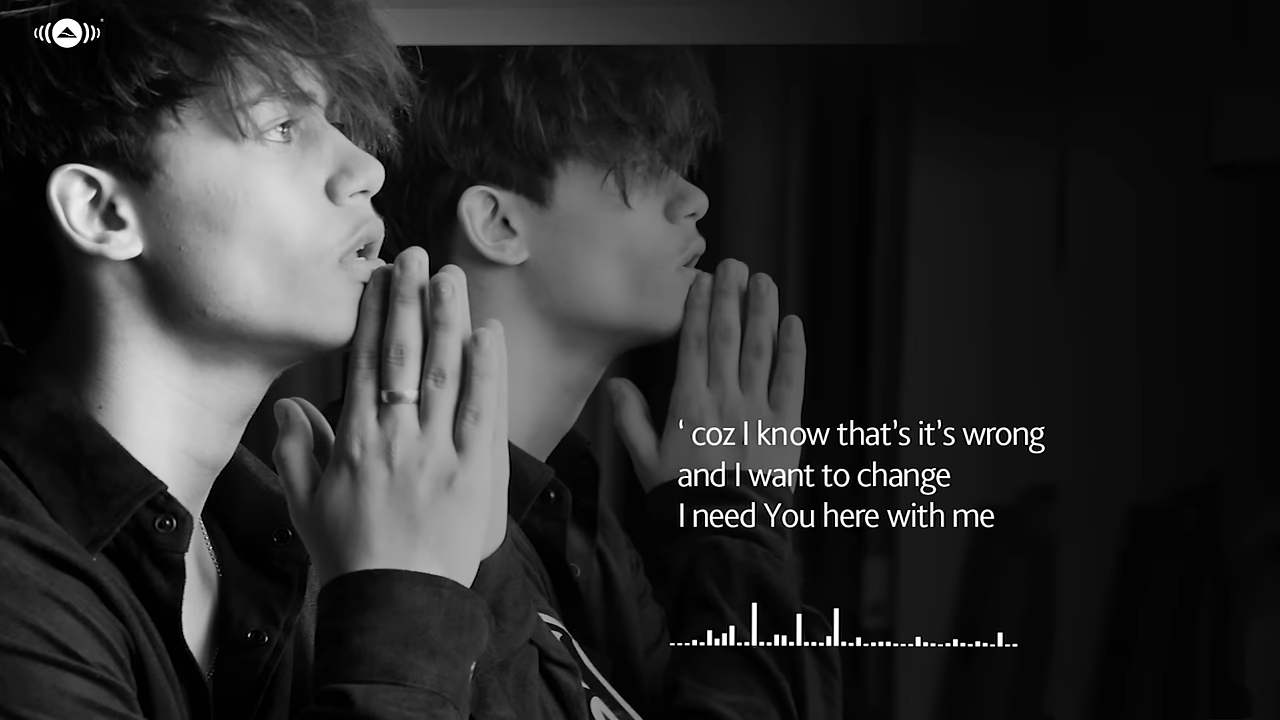 ‘ coz I know that’s it’s wrong
and I want to change
I need You here with me